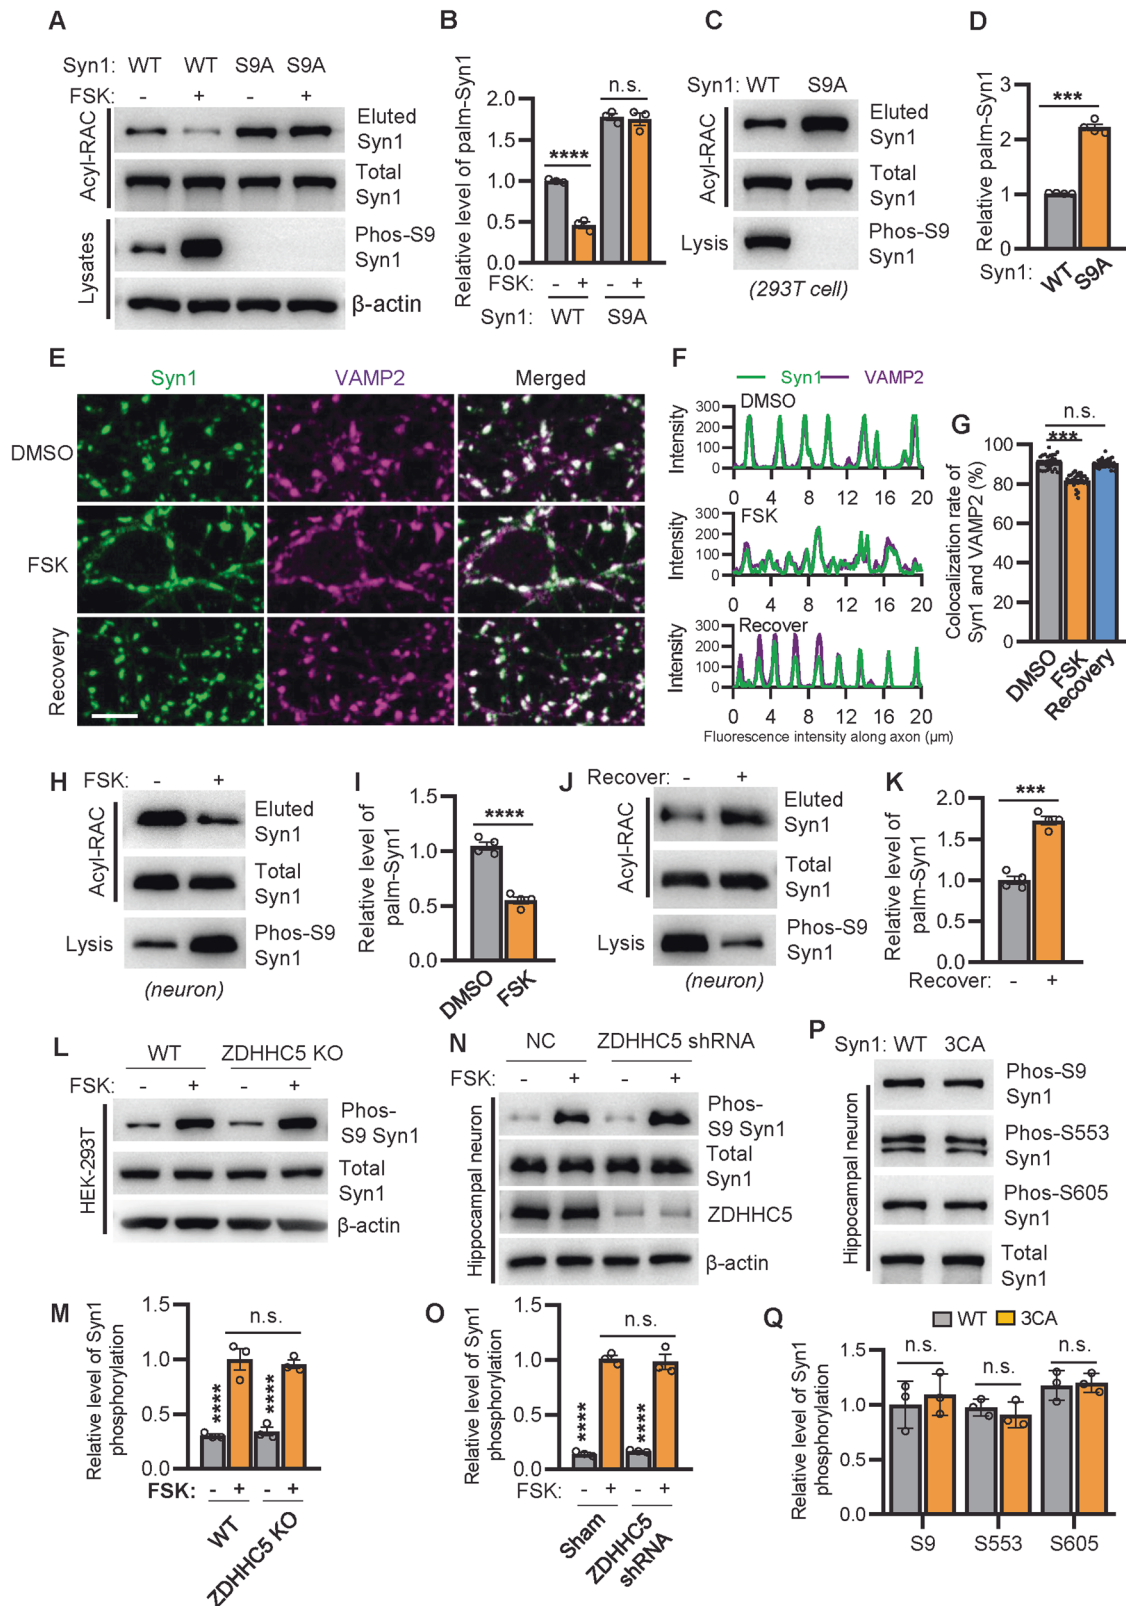 A
Syn1: WT WT S9A S9A
FSK: - + - +
Acyl-RAC
Eluted
Syn1
Total
Syn1
Lysates
Phos-S9
Syn1
β-actin
B
Relative level of palm-Syn1
2.0
1.5
1.0
0.5
0.0
****
n.s.
FSK: - + - +
Syn1: WT S9A
C
Syn1: WT S9A
Acyl-RAC
Eluted
Syn1
Total
Syn1
Lysis
Phos-S9
Syn1
(293T cell)
D
Relative palm-Syn1
3
2
1
0
***
Syn1: WT S9A
E
Syn1 VAMP2 Merged
DMSO
FSK
Recovery
F
Syn1 VAMP2
DMSO
Intensity
300
200
100
0
0 4 8 12 16 20
FSK
Intensity
300
200
100
0
0 4 8 12 16 20
Recover
Intensity
300
200
100
0
0 4 8 12 16 20
Fluorescence intensity along axon (µm)
G
Colocalization rate of
Syn1 and VAMP2 (%)
100
80
60
40
20
0
n.s.
***
DMSO
FSK
Recovery
H
FSK: - +
Acyl-RAC
Eluted
Syn1
Total
Syn1
Lysis
Phos-S9
Syn1
(neuron)
I
Relative level of
palm-Syn1
1.5
1.0
0.5
0.0
****
DMSO
FSK
J
Recover: - +
Acyl-RAC
Eluted
Syn1
Total
Syn1
Lysis
Phos-S9
Syn1
(neuron)
K
Relative level of
palm-Syn1
2.0
1.5
1.0
0.5
0.0
***
Recover: - +
L
WT ZDHHC5 KO
FSK: - + - +
HEK-293T
Phos-
S9 Syn1
Total
Syn1
β-actin
N
NC ZDHHC5 shRNA
FSK: - + - +
Hippocampal neuron
Phos-
S9 Syn1
Total
Syn1
ZDHHC5
β-actin
P
Syn1: WT 3CA
Hippocampal neuron
Phos-S9
Syn1
Phos-S553
Syn1
Phos-S605
Syn1
Total
Syn1
M
Relative level of Syn1
phosphorylation
1.5
1.0
0.5
0.0
n.s.
****
****
FSK: - + - +
WT
ZDHHC5 KO
O
Relative level of Syn1
phosphorylation
1.5
1.0
0.5
0.0
n.s.
****
****
FSK: - + - +
Sham
ZDHHC5
shRNA
Q
WT 3CA
Relative level of Syn1
phosphorylation
1.5
1.0
0.5
0.0
n.s.
n.s.
n.s.
S9 S553 S605